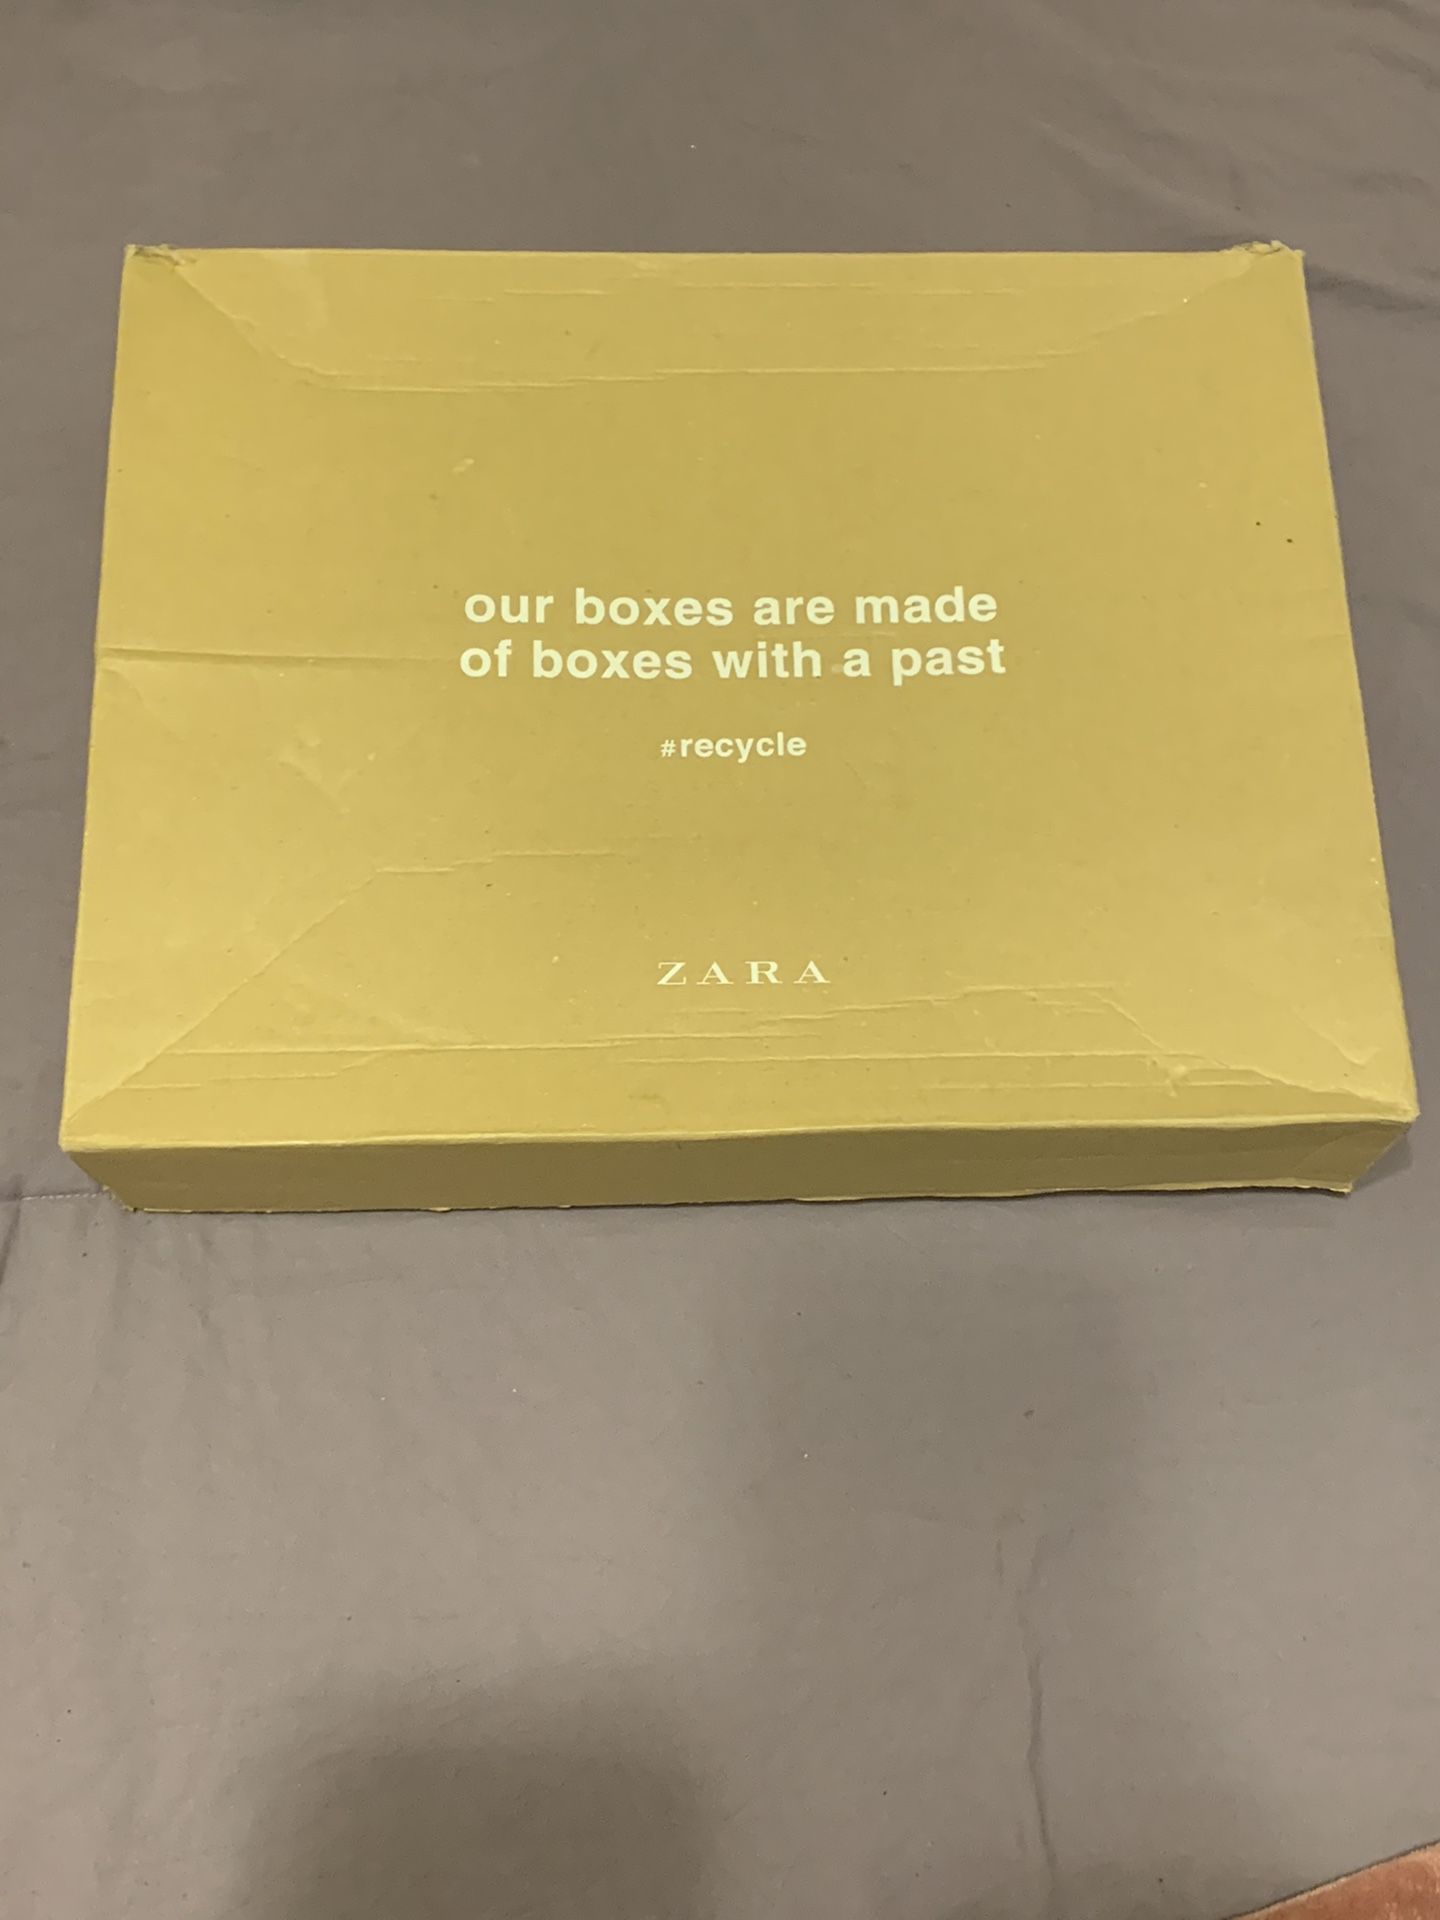 our boxes are made
of boxes with a past
#recycle
ZARA